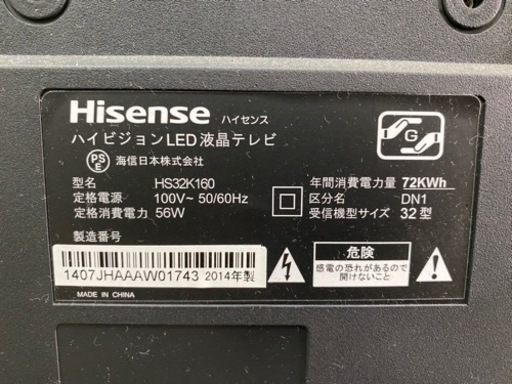 Hisense ハイセンス
ハイビジョンLED液晶テレビ
PSE 海信日本株式会社
型名 HS32K160
定格電源 100V~ 50/60Hz
定格消費電力 56W
製造番号
1407JHAAAW01743 2014年製
MADE IN CHINA
G
年間消費電力量 72KWh
区分名 DN1
受信機型サイズ 32型
危険
感電の恐れがあるので
開けないこと